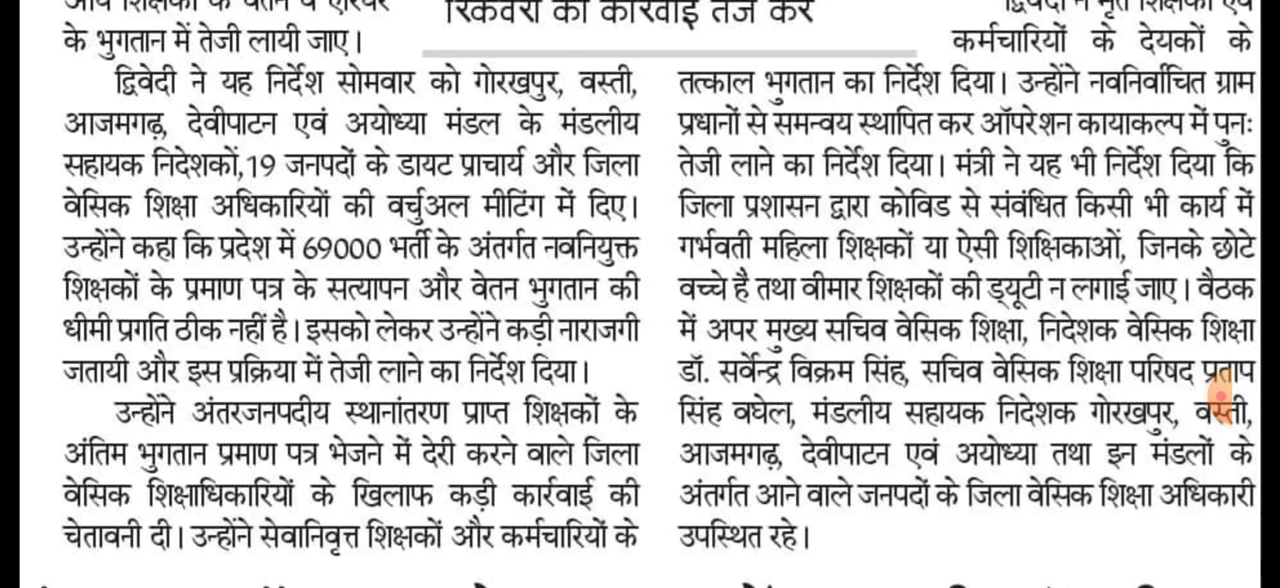 के भुगतान में तेजी लायी जाए।
द्विवेदी ने यह निर्देश सोमवार को गोरखपुर, वस्ती,
आजमगढ़, देवीपाटन एवं अयोध्या मंडल के मंडलीय
सहायक निदेशकों,19 जनपदों के डायट प्राचार्य और जिला
वेसिक शिक्षा अधिकारियों की वर्चुअल मीटिंग में दिए।
उन्होंने कहा कि प्रदेश में 69000 भर्ती के अंतर्गत नवनियुक्त
शिक्षकों के प्रमाण पत्र के सत्यापन और वेतन भुगतान की
धीमी प्रगति ठीक नहीं है। इसको लेकर उन्होंने कड़ी नाराजगी
जतायी और इस प्रक्रिया में तेजी लाने का निर्देश दिया।
उन्होंने अंतरजनपदीय स्थानांतरण प्राप्त शिक्षकों के
अंतिम भुगतान प्रमाण पत्र भेजने में देरी करने वाले जिला
वेसिक शिक्षाधिकारियों के खिलाफ कड़ी कार्रवाई की
चेतावनी दी। उन्होंने सेवानिवृत्त शिक्षकों और कर्मचारियों के
रिकवरी की कार्रवाई तेज करें
द्विवेदी ने मृत शिक्षकों एवं
कर्मचारियों के देयकों के
तत्काल भुगतान का निर्देश दिया। उन्होंने नवनिर्वाचित ग्राम
प्रधानों से समन्वय स्थापित कर ऑपरेशन कायाकल्प में पुनः
तेजी लाने का निर्देश दिया। मंत्री ने यह भी निर्देश दिया कि
जिला प्रशासन द्वारा कोविड से संवंधित किसी भी कार्य में
गर्भवती महिला शिक्षकों या ऐसी शिक्षिकाओं, जिनके छोटे
वच्चे है तथा वीमार शिक्षकों की ड्यूटी न लगाई जाए। वैठक
में अपर मुख्य सचिव वेसिक शिक्षा, निदेशक वेसिक शिक्षा
डॉ. सर्वेन्द्र विक्रम सिंह, सचिव वेसिक शिक्षा परिषद प्रताप
सिंह वघेल, मंडलीय सहायक निदेशक गोरखपुर, वस्ती,
आजमगढ़, देवीपाटन एवं अयोध्या तथा इन मंडलों के
अंतर्गत आने वाले जनपदों के जिला वेसिक शिक्षा अधिकारी
उपस्थित रहे।